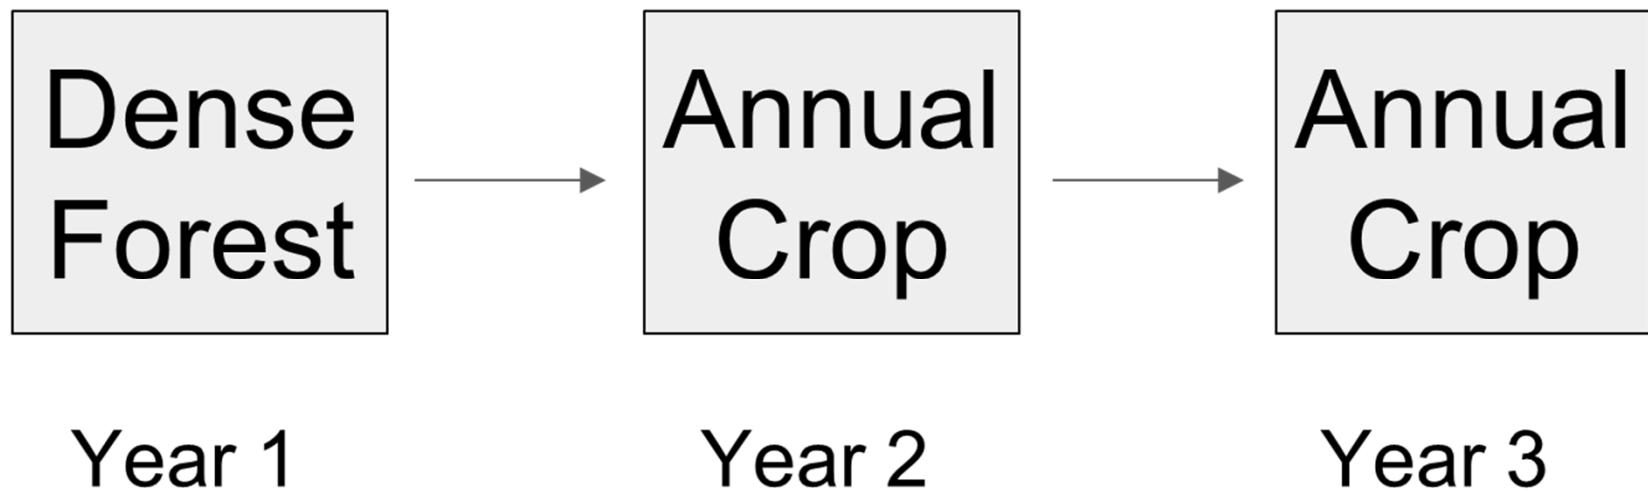 Dense
Forest
Annual
Crop
Annual
Crop
Year 1
Year 2
Year 3